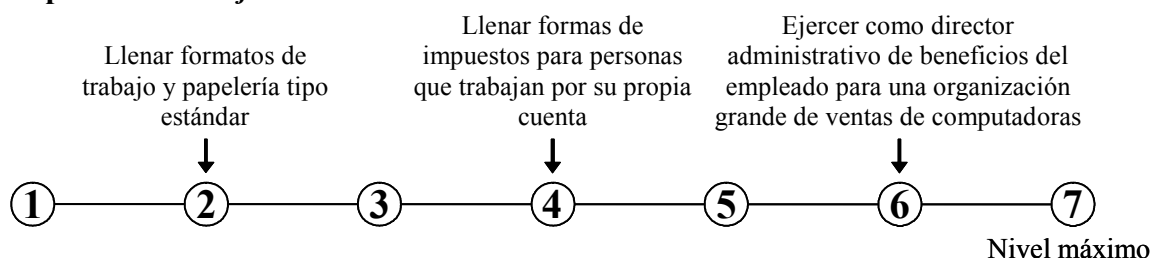 Llenar formatos de
trabajo y papelería tipo
estándar
Llenar formas de
impuestos para personas
que trabajan por su propia
cuenta
Ejercer como director
administrativo de beneficios del
empleado para una organización
grande de ventas de computadoras
1 2 3 4 5 6 7
Nivel máximo